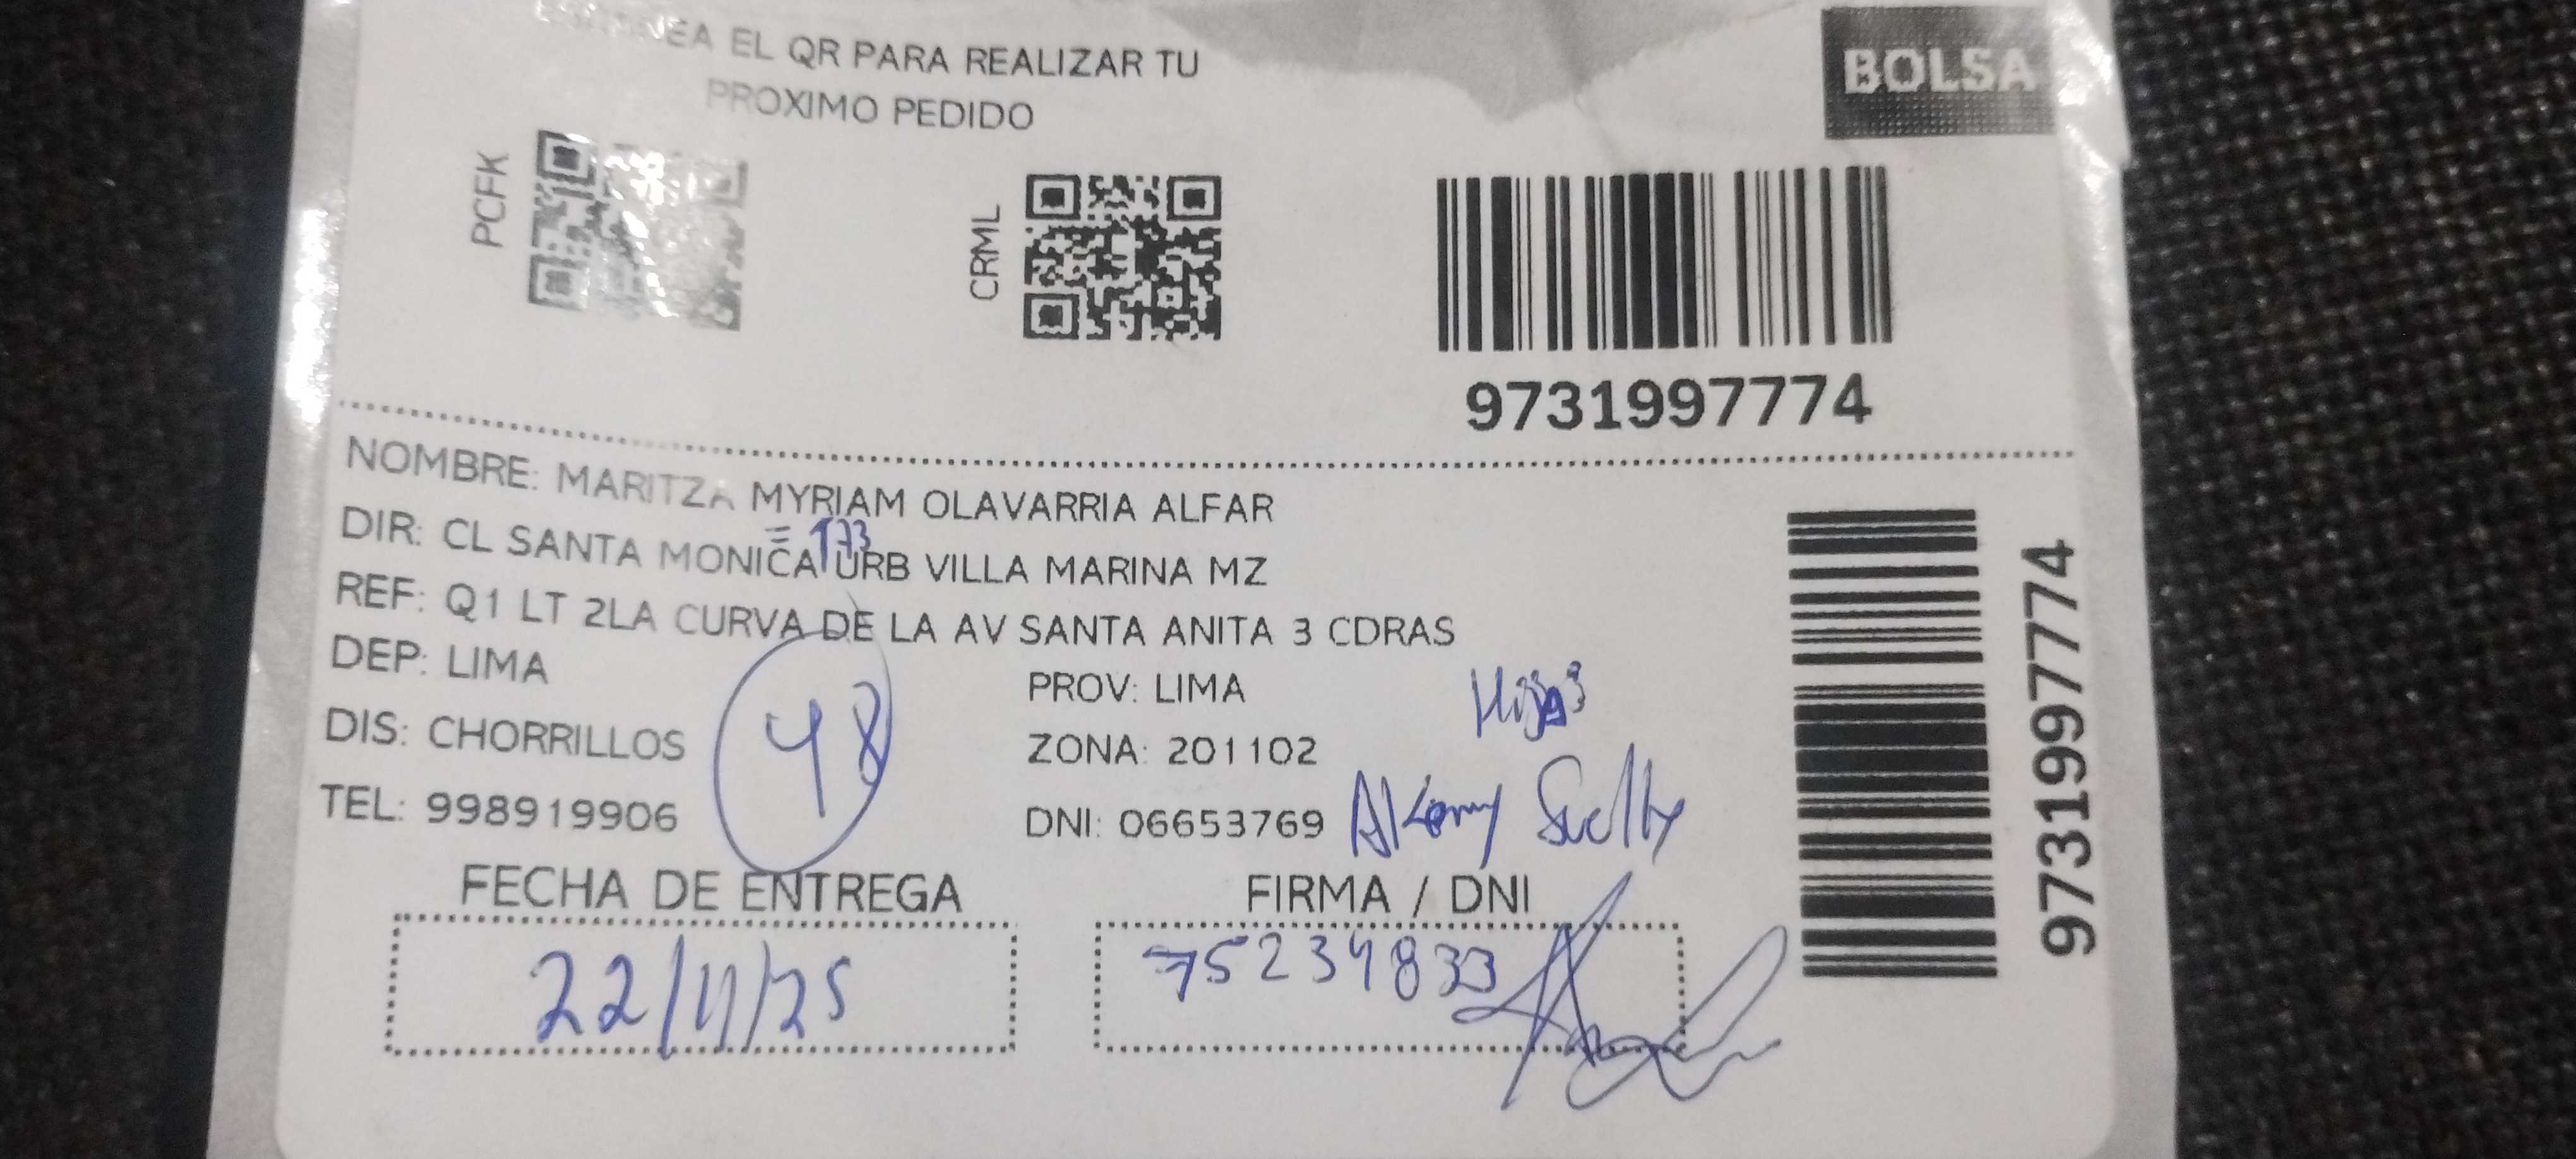 ESCANEA EL QR PARA REALIZAR TU
PROXIMO PEDIDO
BOLSA
PCFK
CRML
9731997774
NOMBRE: MARITZA MYRIAM OLAVARRIA ALFAR
= 173
DIR: CL SANTA MONICA URB VILLA MARINA MZ
REF: Q1 LT 2LA CURVA DE LA AV SANTA ANITA 3 CDRAS
DEP: LIMA
PROV: LIMA
DIS: CHORRILLOS
48
ZONA: 201102
TEL: 998919906
DNI: 06653769
9731997774
FECHA DE ENTREGA
FIRMA / DNI
22/11/25
75234833